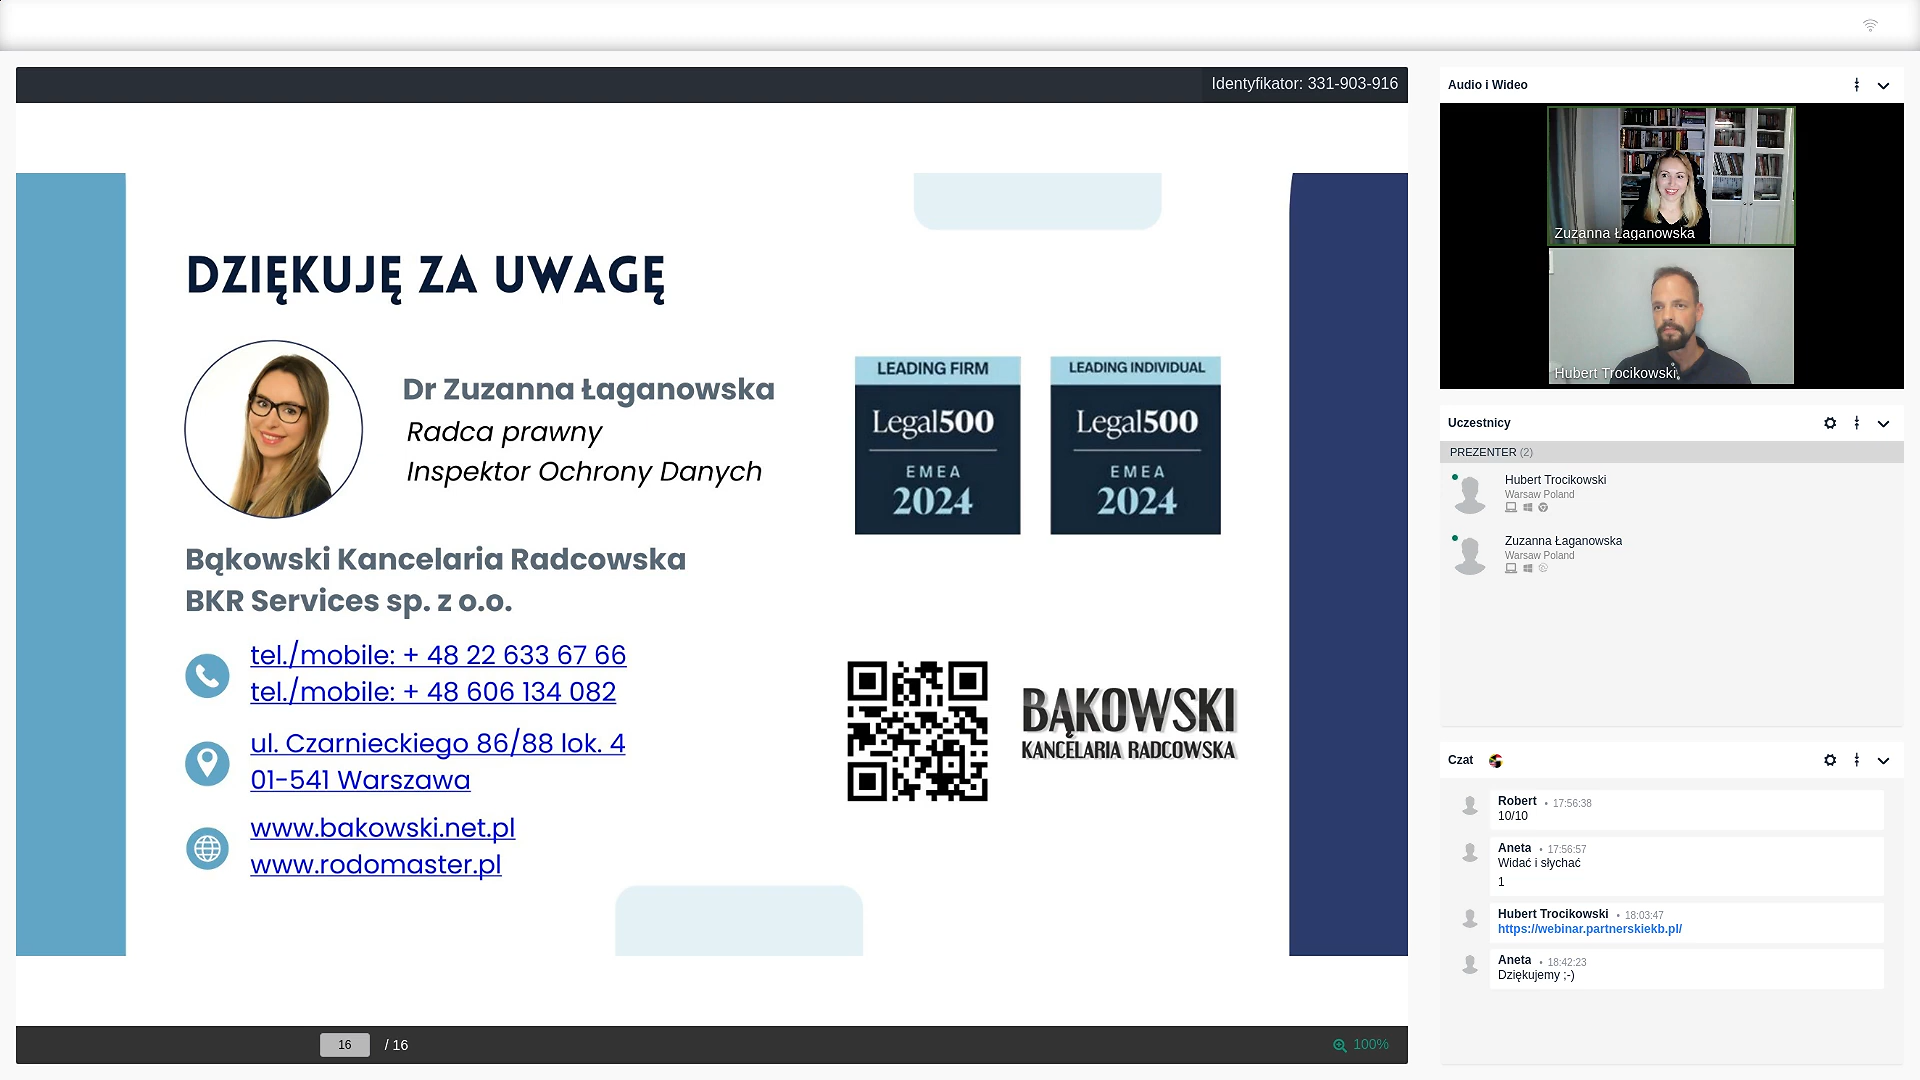 Identyfikator: 331-903-916
DZIĘKUJĘ ZA UWAGĘ
Dr Zuzanna Łaganowska
Radca prawny
Inspektor Ochrony Danych
LEADING FIRM
Legal500
EMEA
2024
LEADING INDIVIDUAL
Legal500
EMEA
2024
Bąkowski Kancelaria Radcowska
BKR Services sp. z o.o.
tel./mobile: + 48 22 633 67 66
tel./mobile: + 48 606 134 082
ul. Czarnieckiego 86/88 lok. 4
01-541 Warszawa
www.bakowski.net.pl
www.rodomaster.pl
BĄKOWSKI
KANCELARIA RADCOWSKA
16 / 16
100%
Audio i Wideo
Zuzanna Łaganowska
Hubert Trocikowski
Uczestnicy
PREZENTER (2)
Hubert Trocikowski
Warsaw Poland
Zuzanna Łaganowska
Warsaw Poland
Czat
Robert • 17:56:38
10/10
Aneta • 17:56:57
Widać i słychać
1
Hubert Trocikowski • 18:03:47
https://webinar.partnerskiekb.pl/
Aneta • 18:42:23
Dziękujemy ;-)